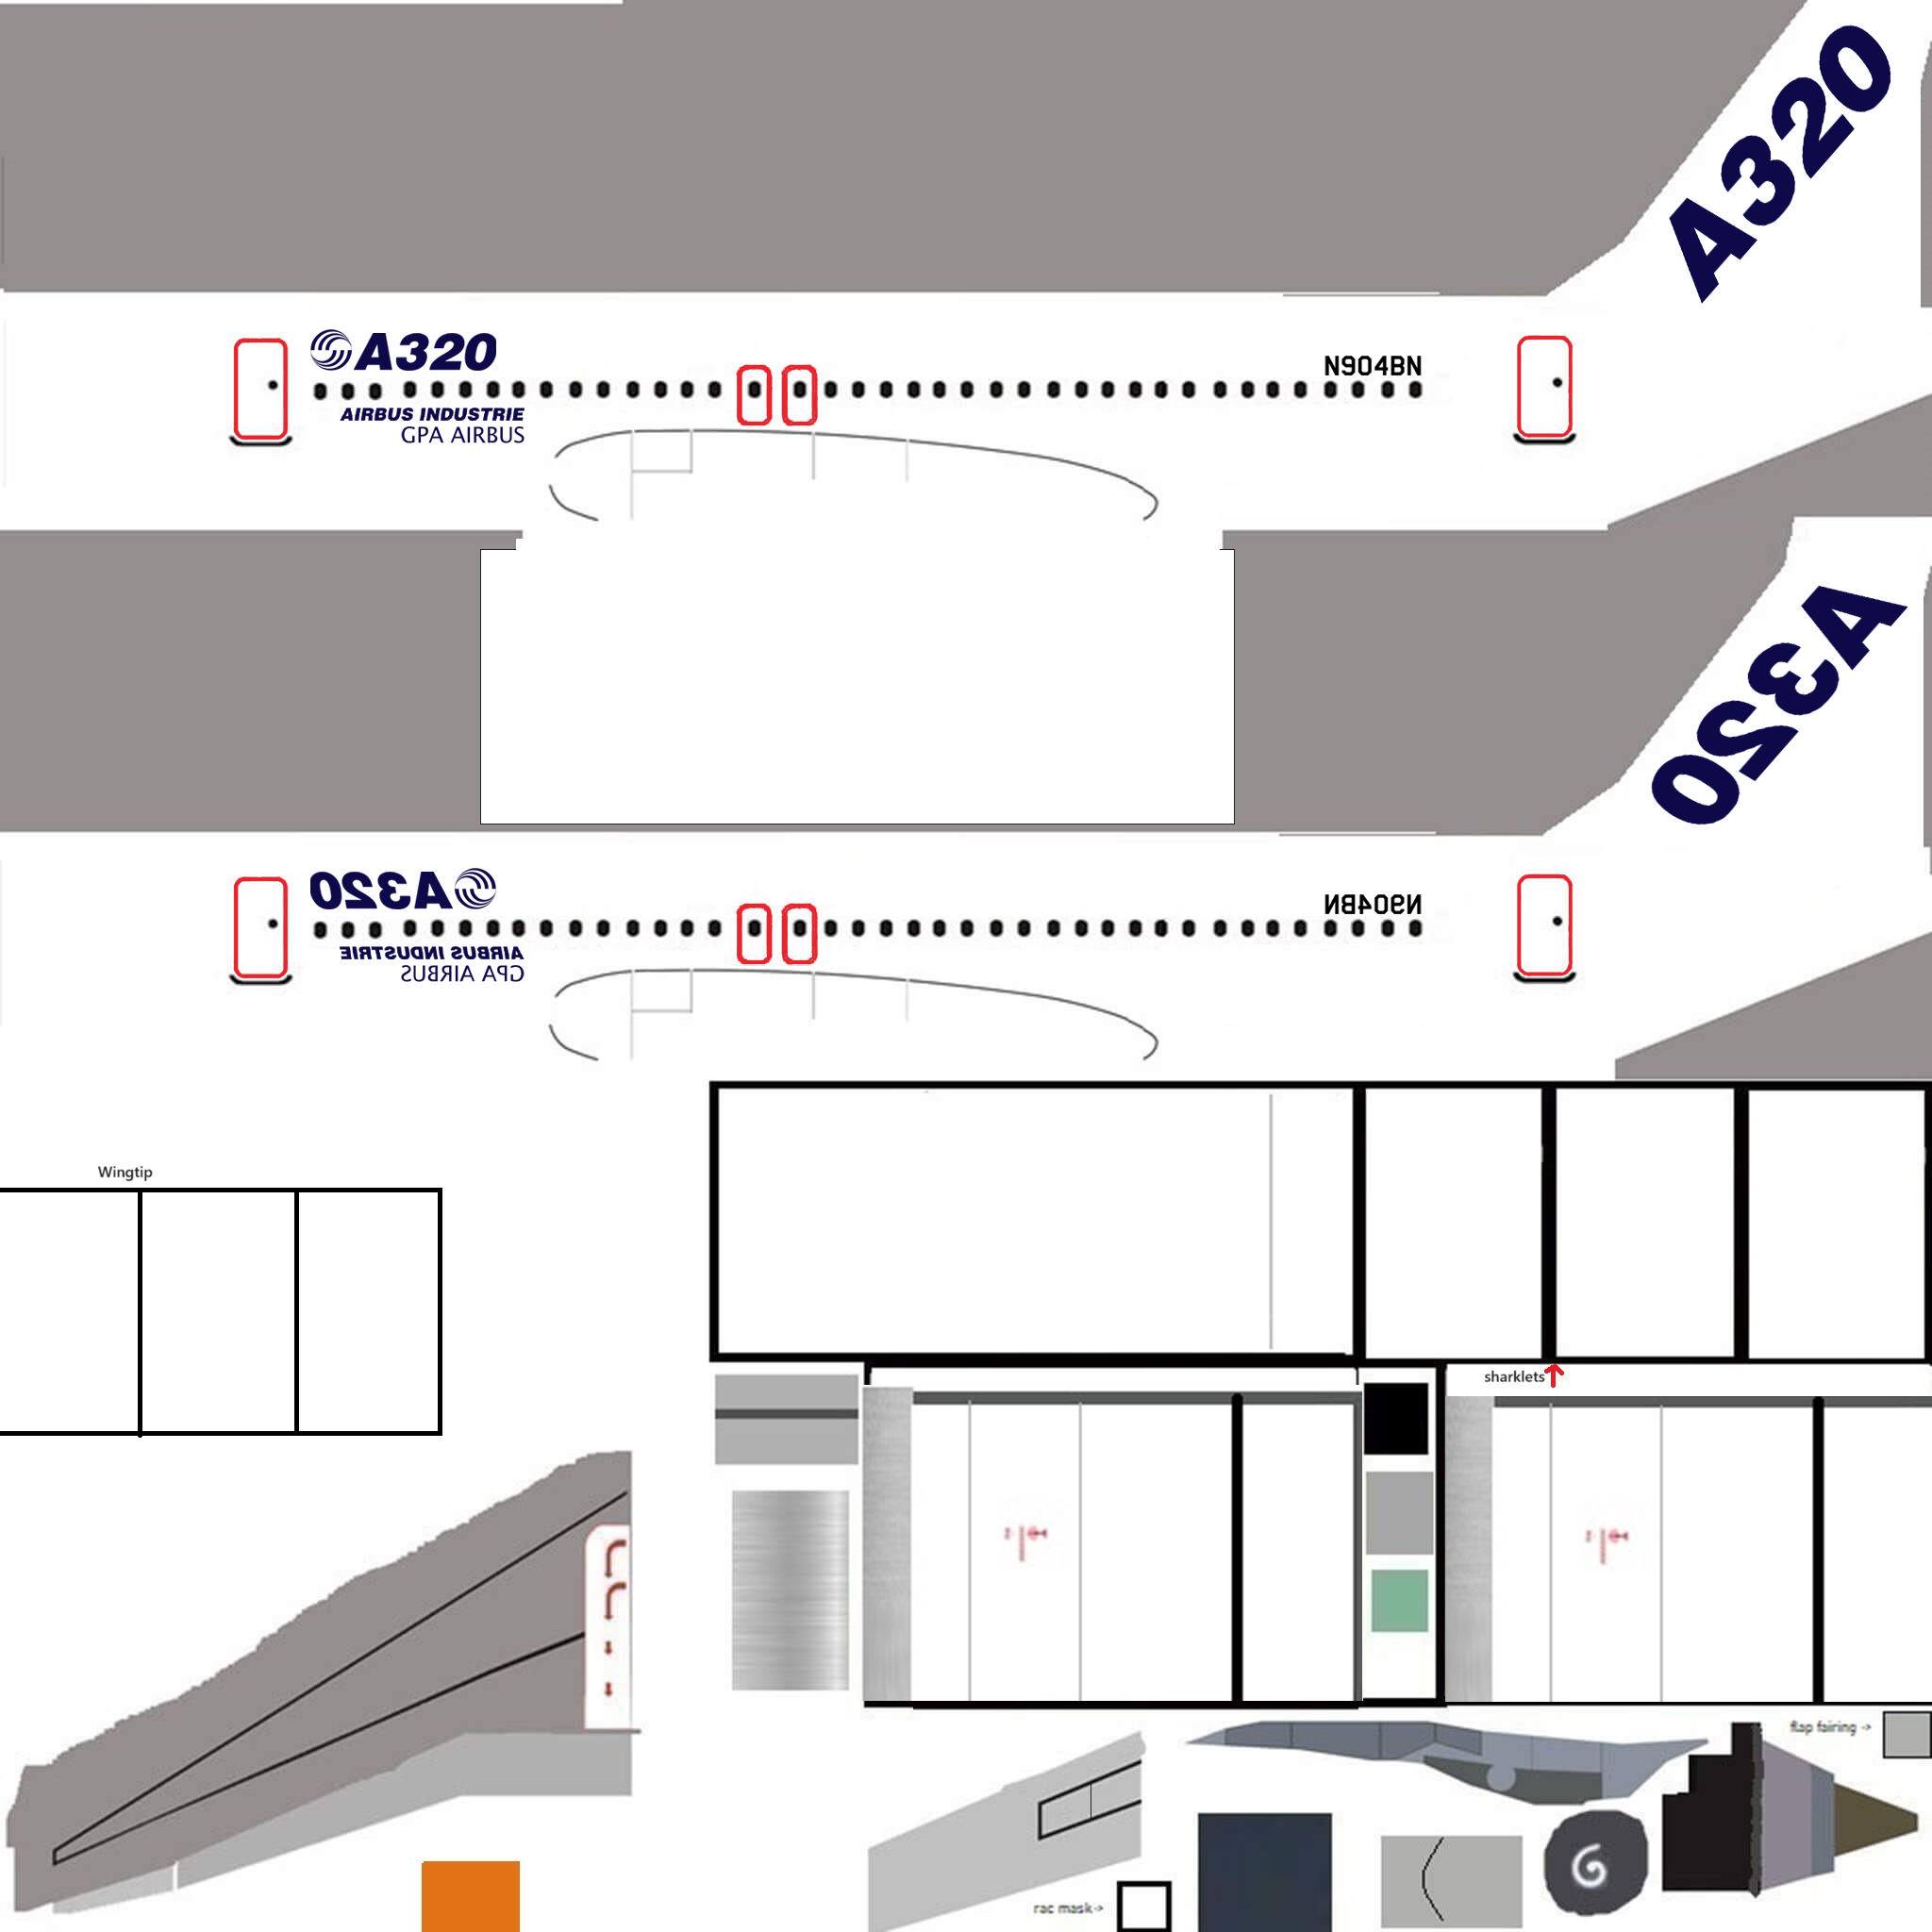 A320
A320
N904BN
AIRBUS INDUSTRIE
GPA AIRBUS
A320
A320
N904BN
AIRBUS INDUSTRIE
GPA AIRBUS
Wingtip
sharklets
flap fairing ->
rac mask->